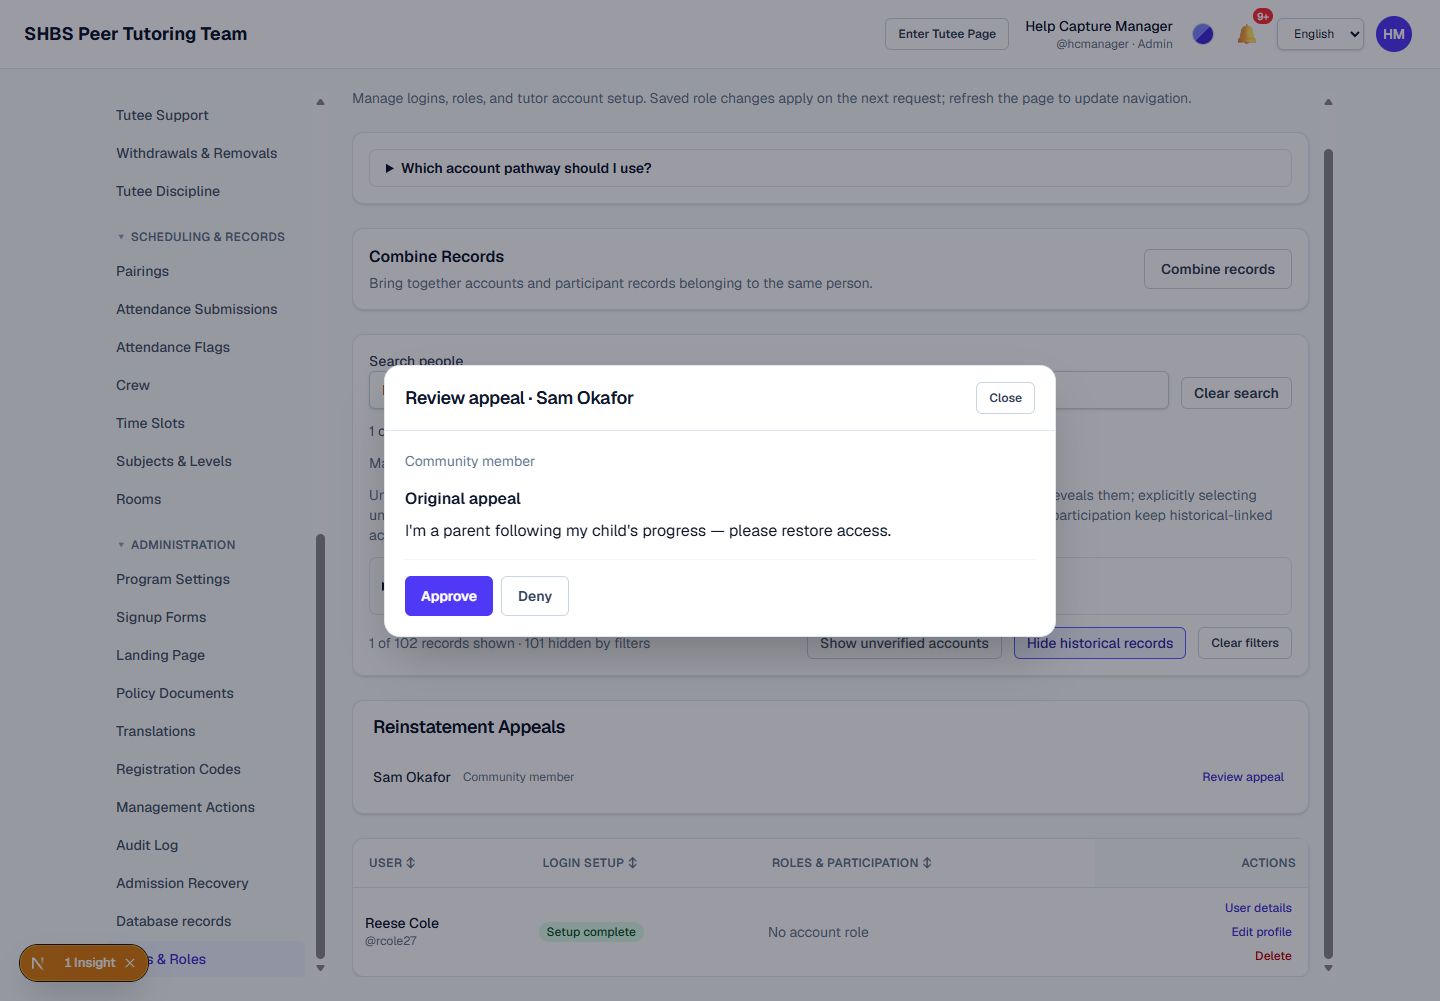 SHBS Peer Tutoring Team
Enter Tutee Page
Help Capture Manager
@hcmanager · Admin
9+
English
HM
Tutee Support
Withdrawals & Removals
Tutee Discipline
SCHEDULING & RECORDS
Pairings
Attendance Submissions
Attendance Flags
Crew
Time Slots
Subjects & Levels
Rooms
ADMINISTRATION
Program Settings
Signup Forms
Landing Page
Policy Documents
Translations
Registration Codes
Management Actions
Audit Log
Admission Recovery
Database records
& Roles
N
1 Insight
Manage logins, roles, and tutor account setup. Saved role changes apply on the next request; refresh the page to update navigation.
Which account pathway should I use?
Combine Records
Bring together accounts and participant records belonging to the same person.
Combine records
Search people
Clear search
Review appeal · Sam Okafor
Close
Community member
Original appeal
I'm a parent following my child's progress — please restore access.
Approve
Deny
them; explicitly selecting
participation keep historical-linked
1 of 102 records shown · 101 hidden by filters
Show unverified accounts
Hide historical records
Clear filters
Reinstatement Appeals
Sam Okafor
Community member
Review appeal
USER
LOGIN SETUP
ROLES & PARTICIPATION
ACTIONS
Reese Cole
@rcole27
Setup complete
No account role
User details
Edit profile
Delete